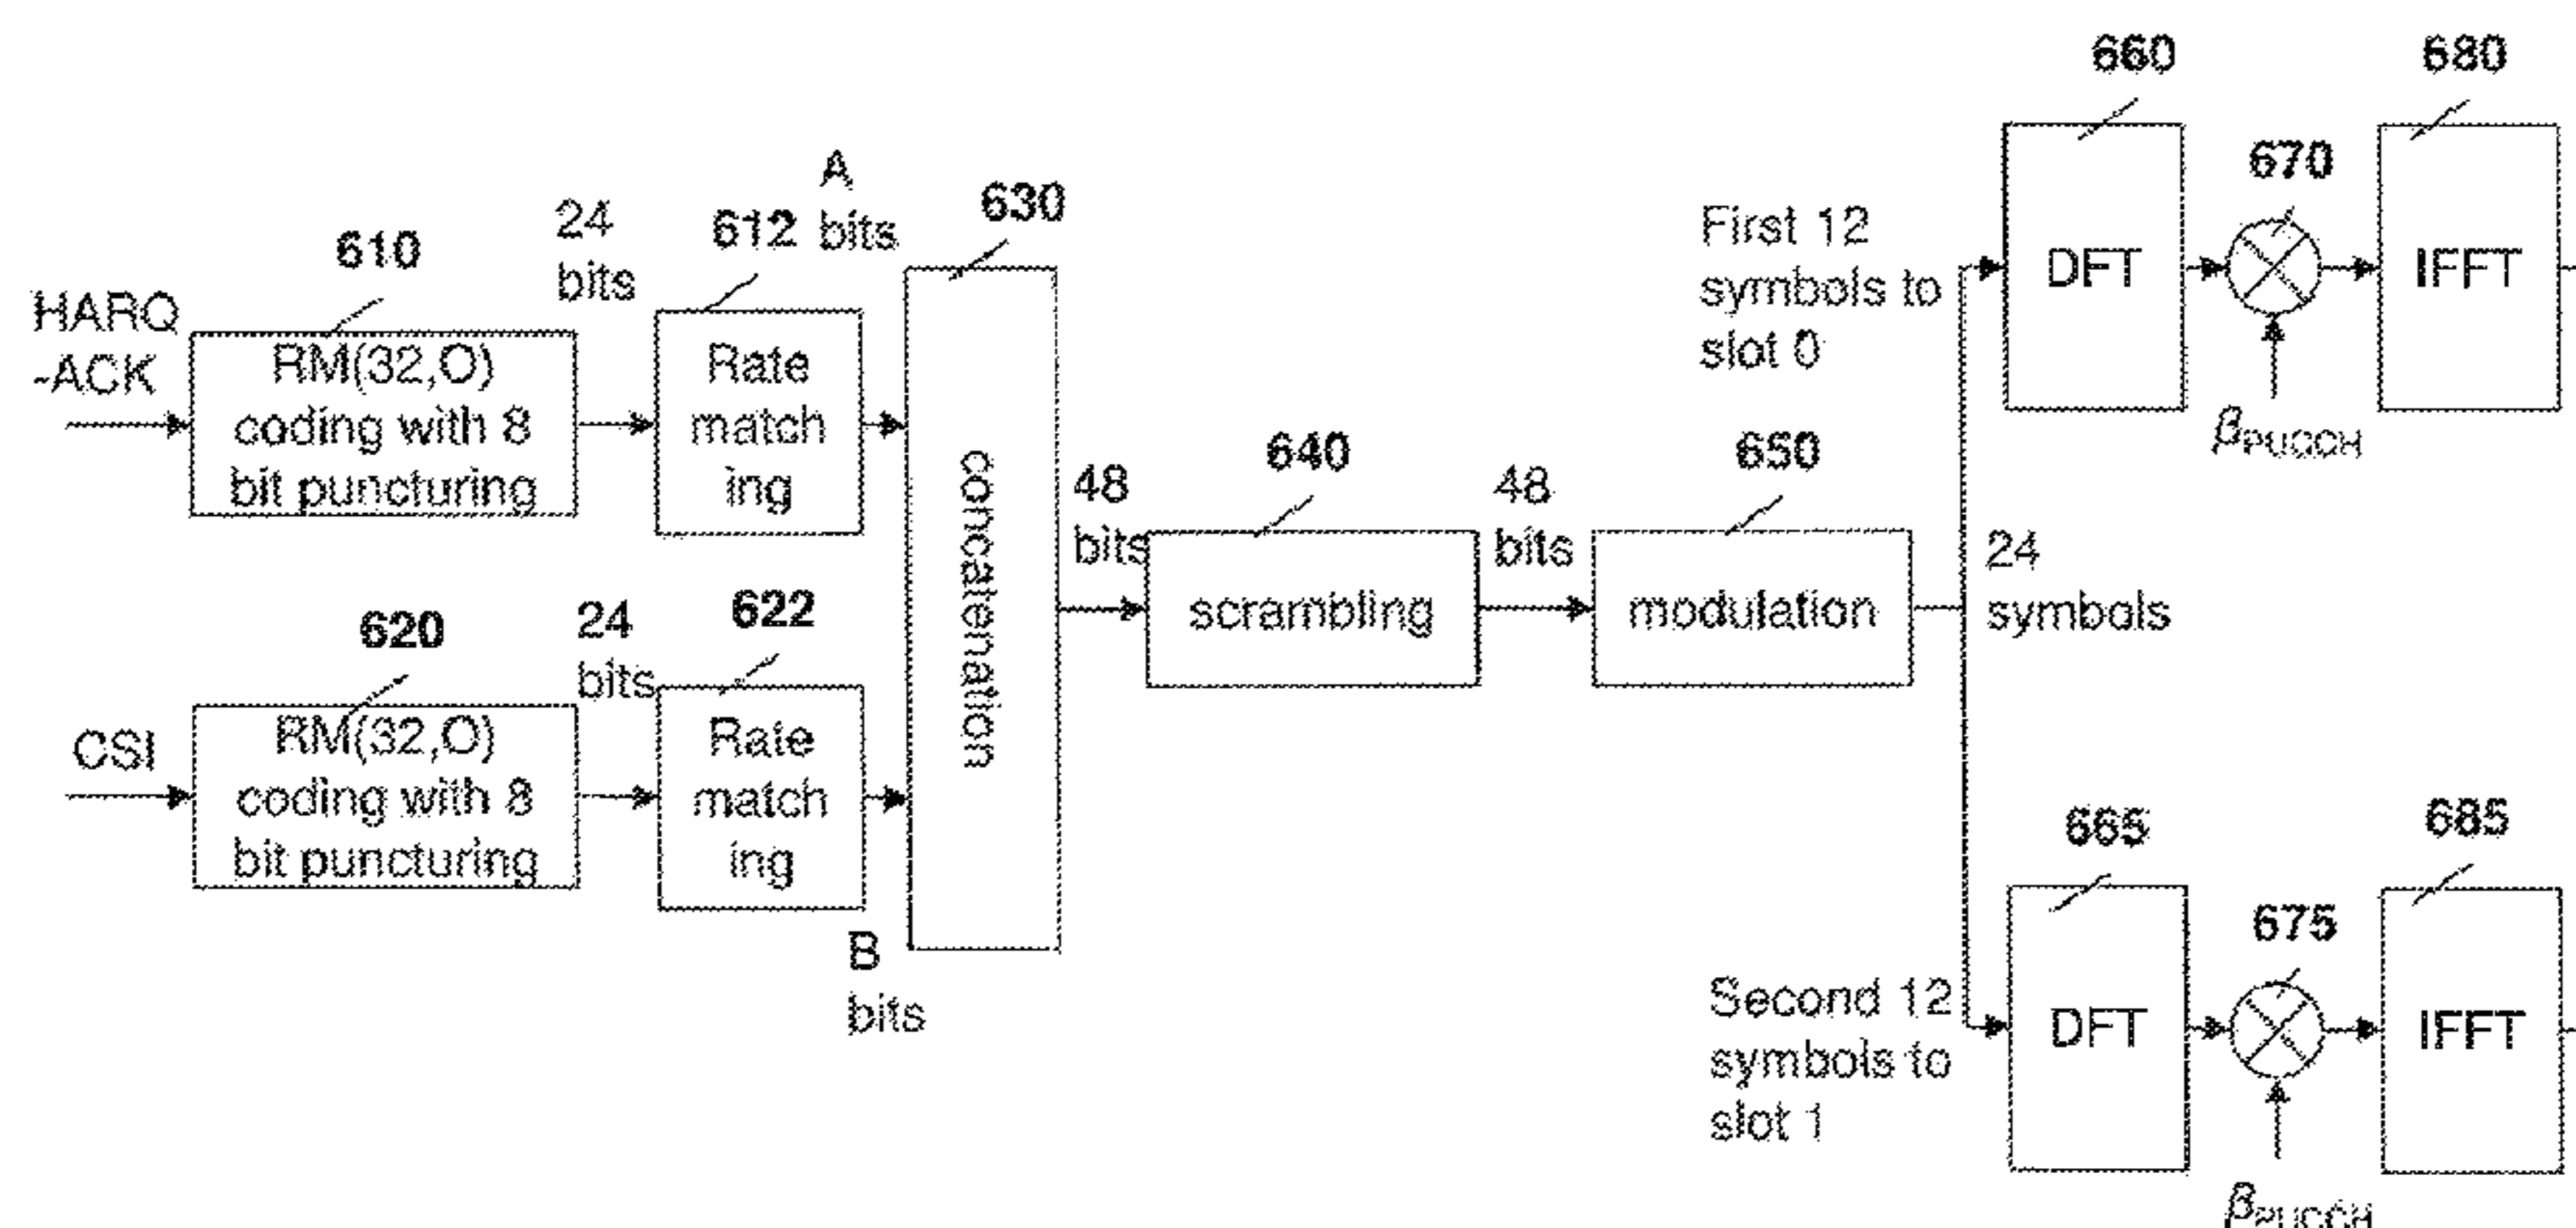 HARQ
-ACK
610
RM(32,O)
coding with 8
bit puncturing
24
bits
612
Rate
match
ing
A
bits
630
concatenation
CSI
620
RM(32,O)
coding with 8
bit puncturing
24
bits
622
Rate
match
ing
B
bits
48
bits
640
scrambling
48
bits
650
modulation
24
symbols
First 12
symbols to
slot 0
660
DFT
670
βPUCCH
680
IFFT
Second 12
symbols to
slot 1
665
DFT
675
βPUCCH
685
IFFT